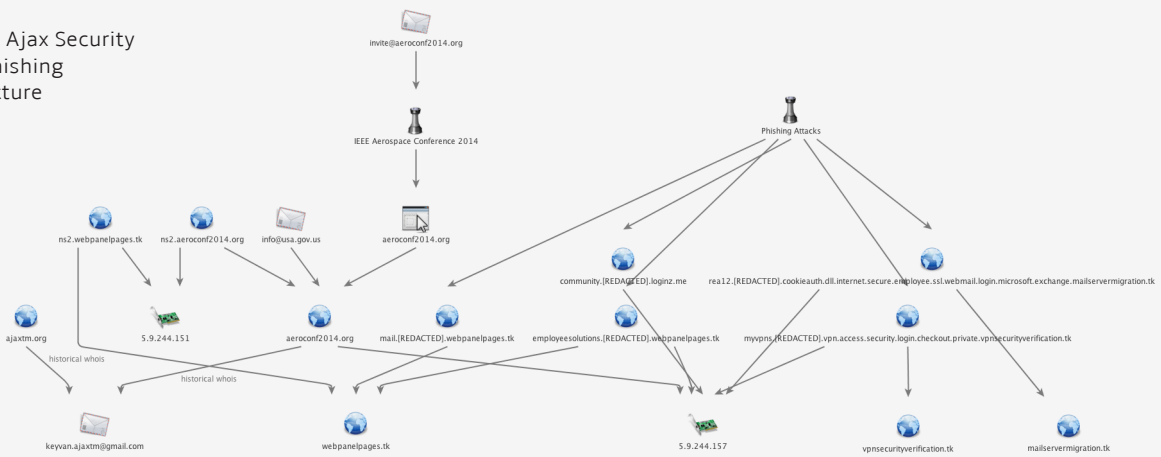 Ajax Security
nishing
cture
invite@aeroconf2014.org
IEEE Aerospace Conference 2014
Phishing Attacks
ns2.webpanelpages.tk
ns2.aeroconf2014.org
info@usa.gov.us
aeroconf2014.org
community.[REDACTED].loginz.me
rea12.[REDACTED].cookieauth.dll.internet.secure.employee.ssl.webmail.login.microsoft.exchange.mailservermigration.tk
ajaxtm.org
5.9.244.151
aeroconf2014.org
mail.[REDACTED].webpanelpages.tk
employeesolutions.[REDACTED].webpanelpages.tk
myvpns.[REDACTED].vpn.access.security.login.checkout.private.vpnsecurityverification.tk
historical whois
historical whois
keyvan.ajaxtm@gmail.com
webpanelpages.tk
5.9.244.157
vpnsecurityverification.tk
mailservermigration.tk